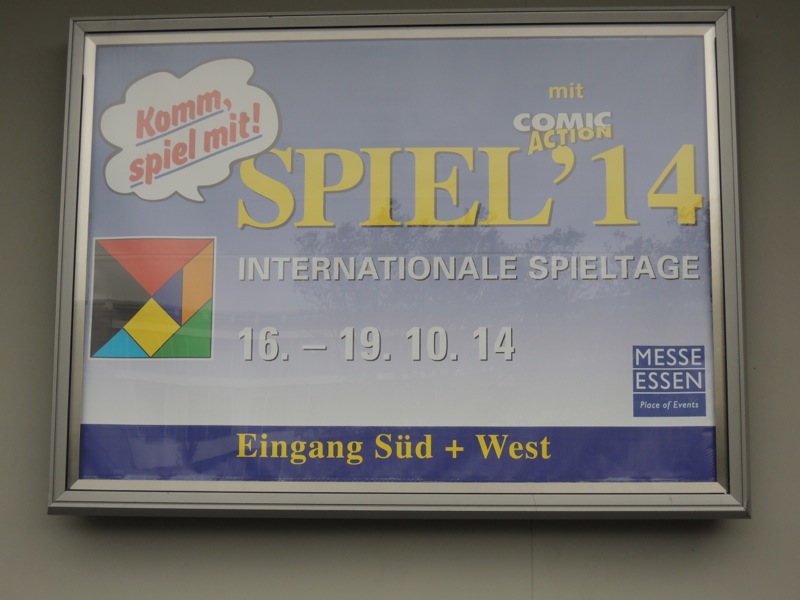 Komm,
spiel mit!
mit
COMIC
ACTION
SPIEL'14
INTERNATIONALE SPIELTAGE
16. – 19. 10. 14
MESSE
ESSEN
Place of Events
Eingang Süd + West